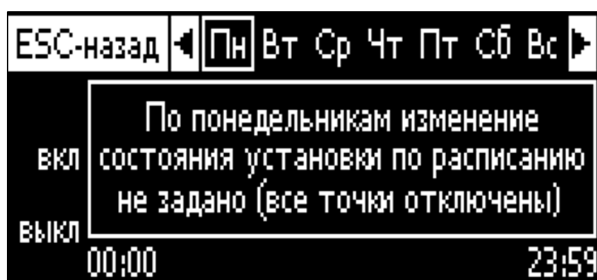 ESC-назад Пн Вт Ср Чт Пт Сб Вс
По понедельникам изменение
вкл состояния установки по расписанию
не задано (все точки отключены)
выкл
00:00 23:59